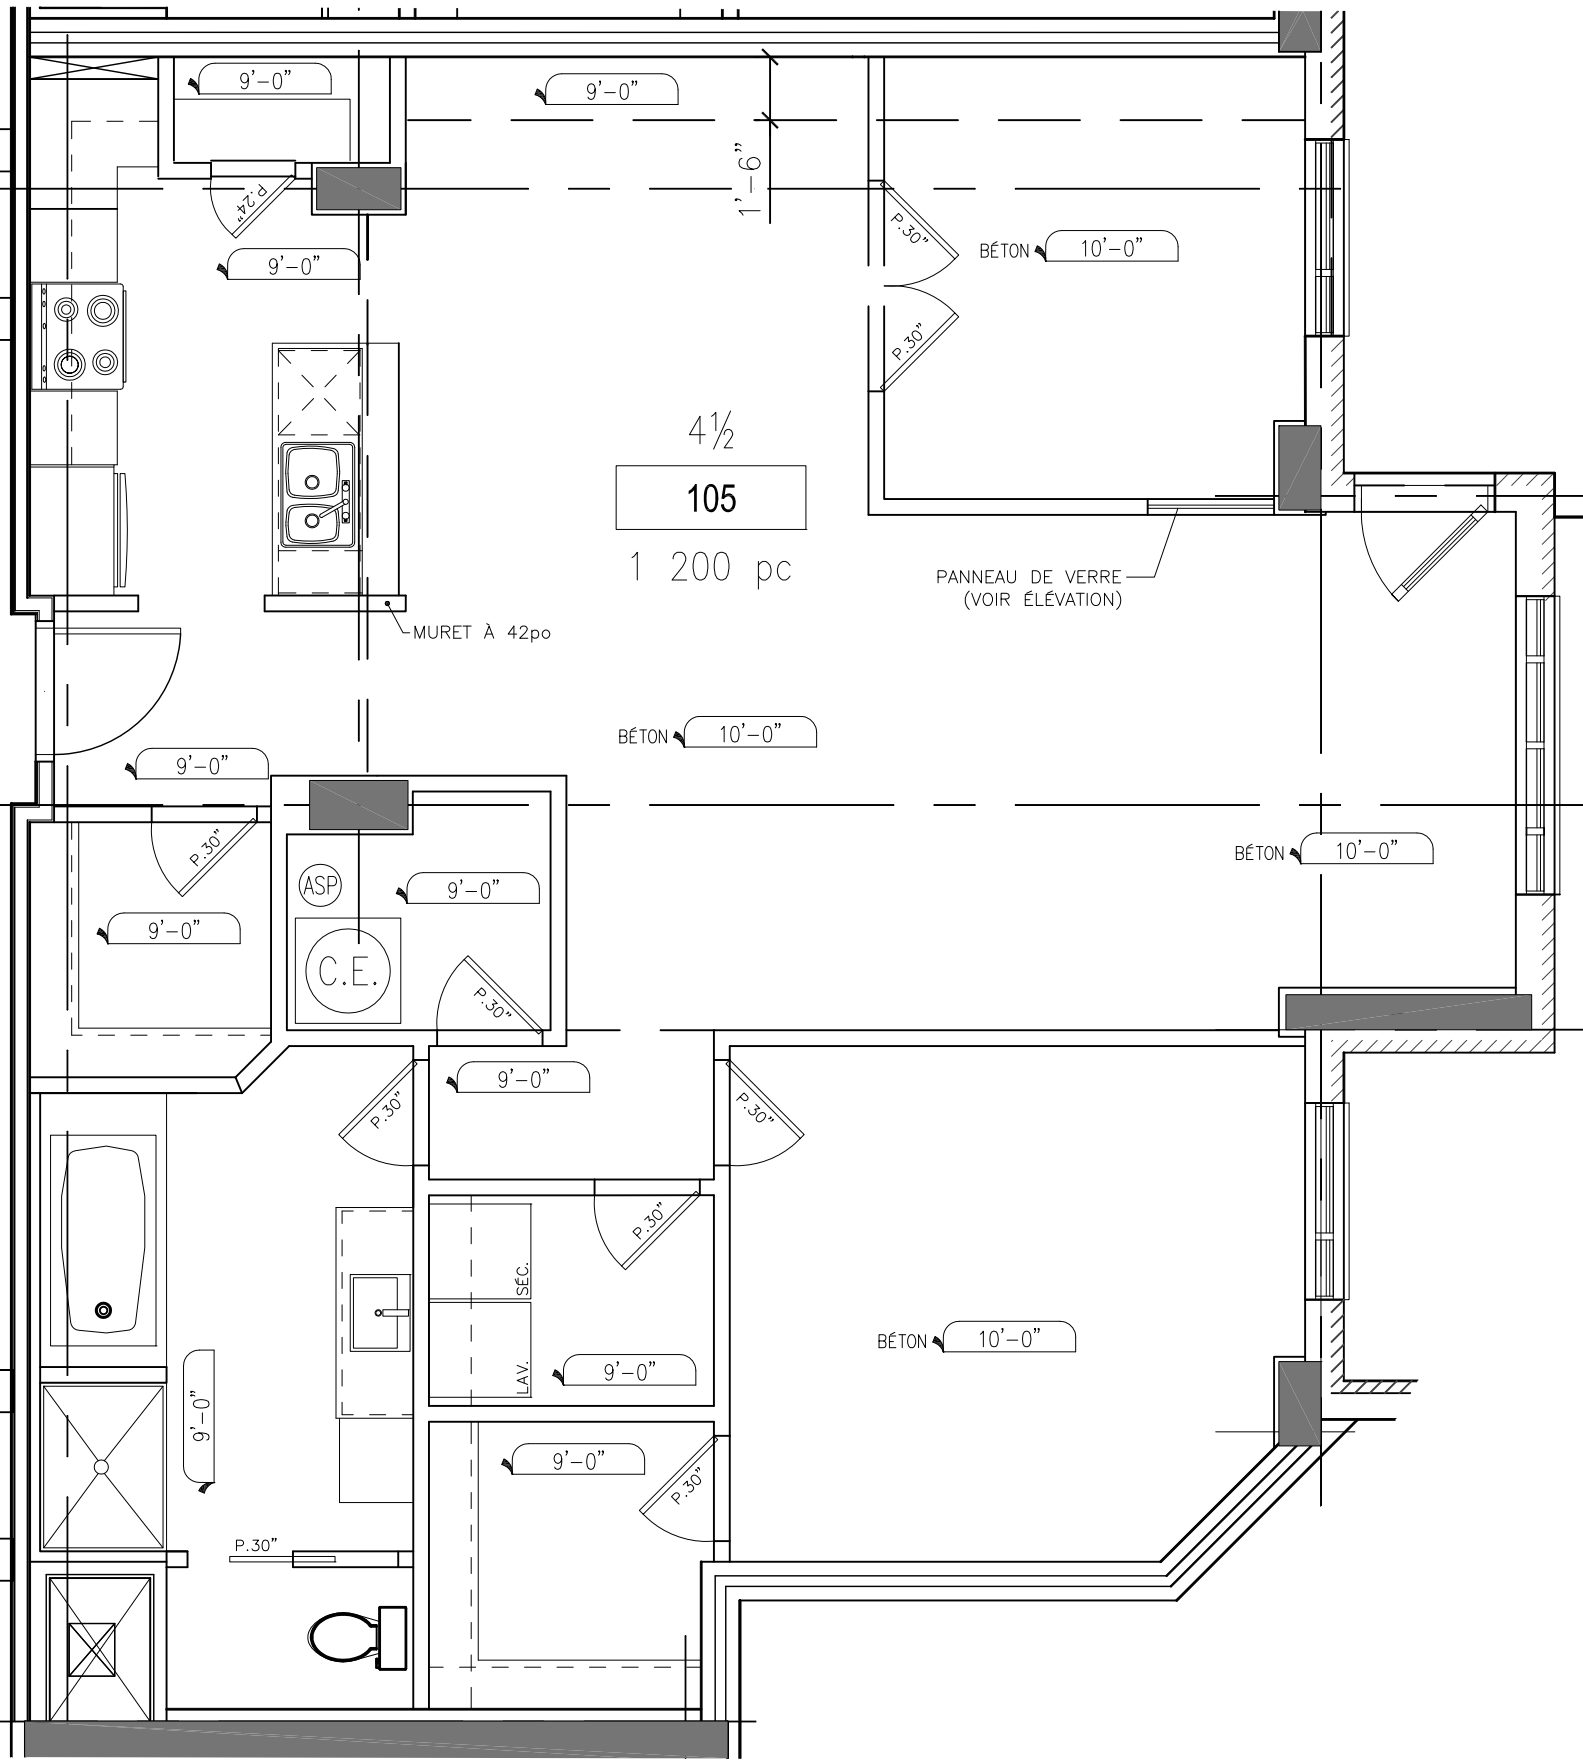 9'-0"
9'-0"
1'-6"
P.24"
P.30"
BÉTON 10'-0"
9'-0"
P.30"
4½
105
1 200 pc
PANNEAU DE VERRE
(VOIR ÉLÉVATION)
MURET À 42po
BÉTON 10'-0"
9'-0"
P.30"
BÉTON 10'-0"
ASP
9'-0"
9'-0"
C.E.
P.30"
9'-0"
P.30"
P.30"
P.30"
SÉC.
BÉTON 10'-0"
LAV.
9'-0"
9'-0"
9'-0"
P.30"
P.30"